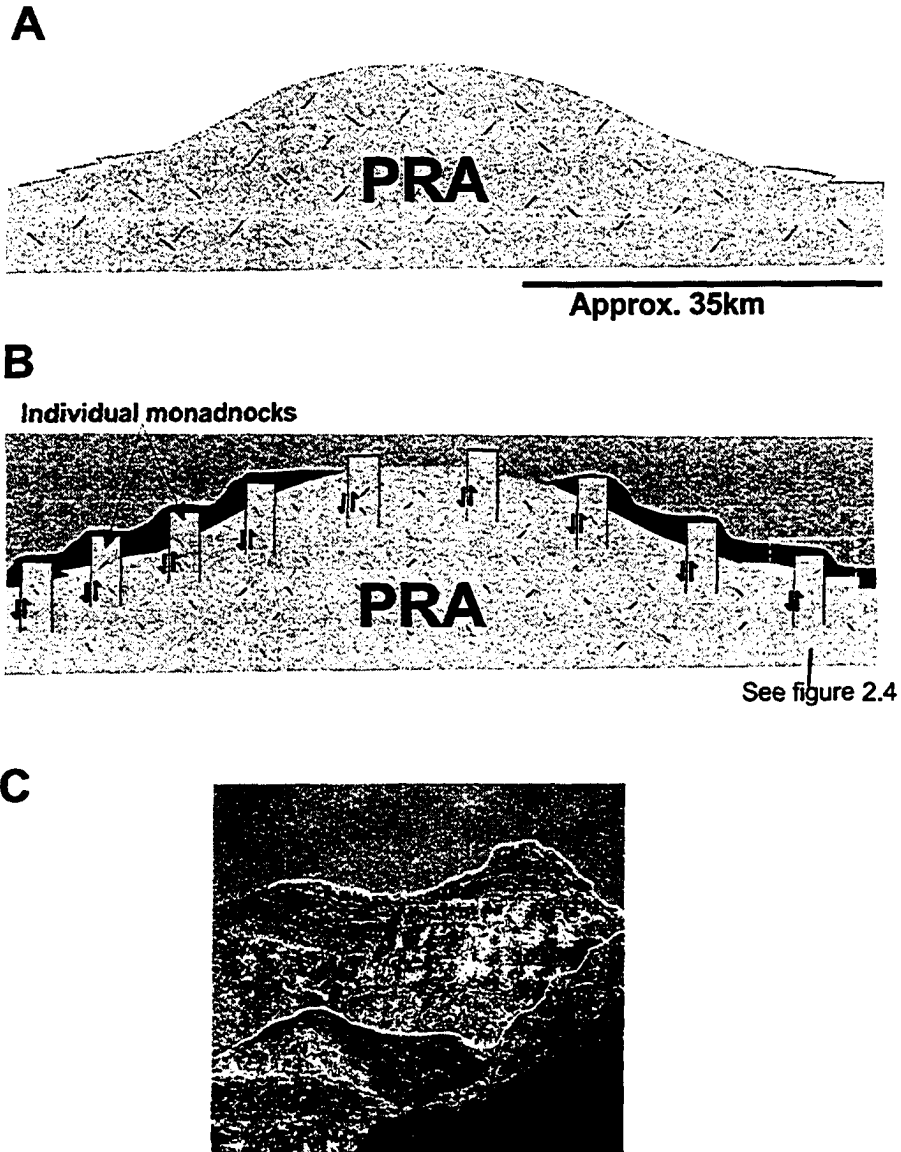 A
PRA
Approx. 35km
B
Individual monadnocks
PRA
See figure 2.4
C